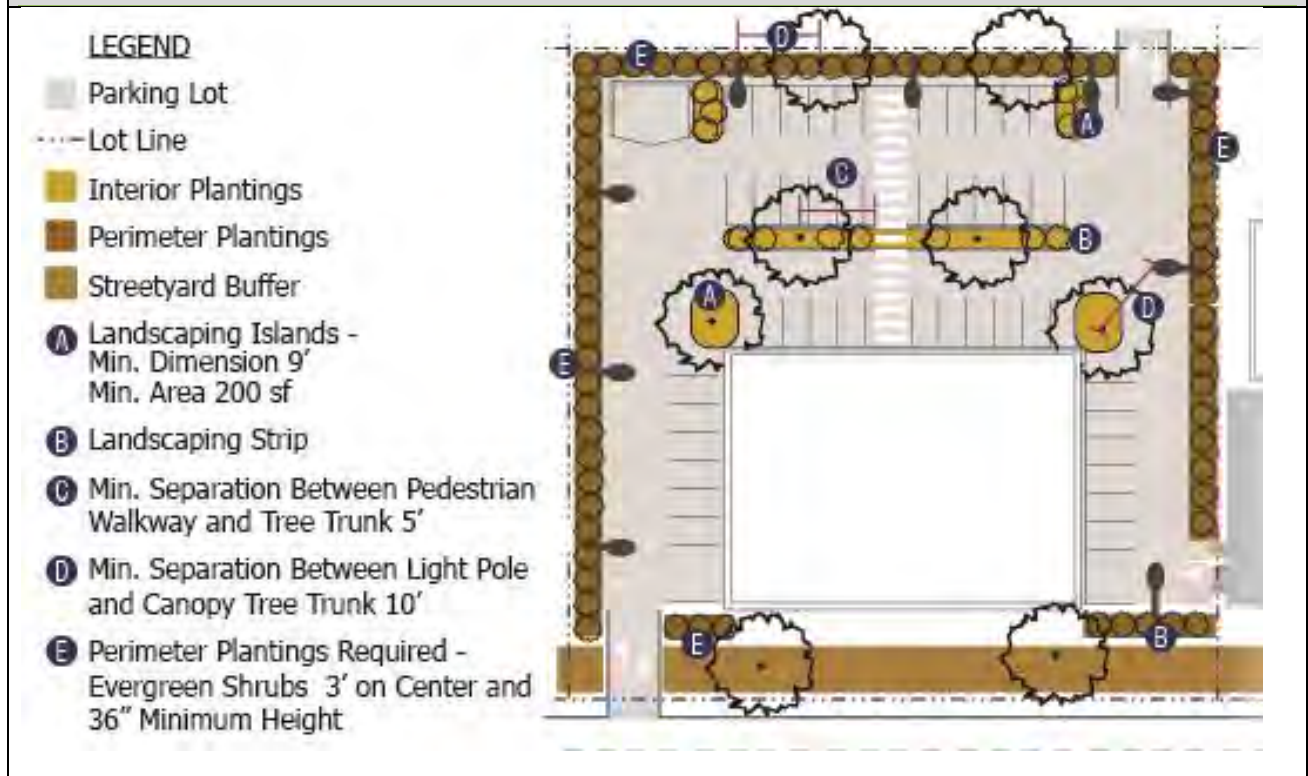 LEGEND
Parking Lot
Lot Line
Interior Plantings
Perimeter Plantings
Streetyard Buffer
A Landscaping Islands -
Min. Dimension 9’
Min. Area 200 sf
B Landscaping Strip
C Min. Separation Between Pedestrian
Walkway and Tree Trunk 5’
D Min. Separation Between Light Pole
and Canopy Tree Trunk 10’
E Perimeter Plantings Required -
Evergreen Shrubs 3’ on Center and
36” Minimum Height
D
E
A
E
C
B
A
D
E
E
B